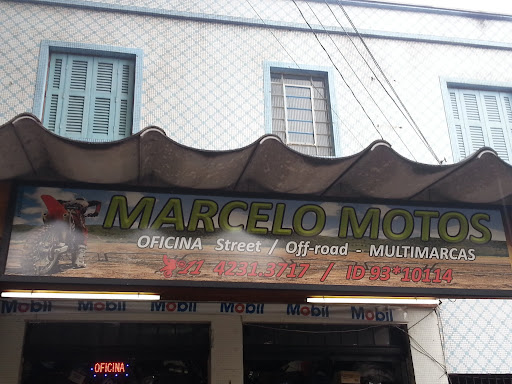 MARCELO MOTOS
OFICINA Street / Off-road - MULTIMARCAS
4231.3717 / ID 93*10114
Mobil Mobil Mobil Mobil Mobil Mobil
OFICINA